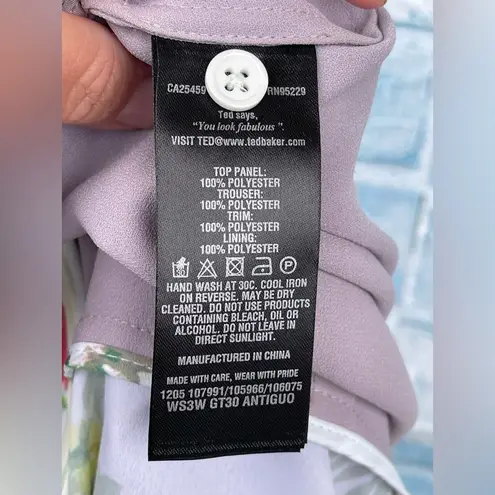 CA25459 RN95229
Ted says,
"You look fabulous ".
VISIT TED@www.tedbaker.com
TOP PANEL:
100% POLYESTER
TROUSER:
100% POLYESTER
TRIM:
100% POLYESTER
LINING:
100% POLYESTER
HAND WASH AT 30C. COOL IRON
ON REVERSE. MAY BE DRY
CLEANED. DO NOT USE PRODUCTS
CONTAINING BLEACH, OIL OR
ALCOHOL. DO NOT LEAVE IN
DIRECT SUNLIGHT.
MANUFACTURED IN CHINA
MADE WITH CARE, WEAR WITH PRIDE
1205 107991/105966/106075
WS3W GT30 ANTIGUO